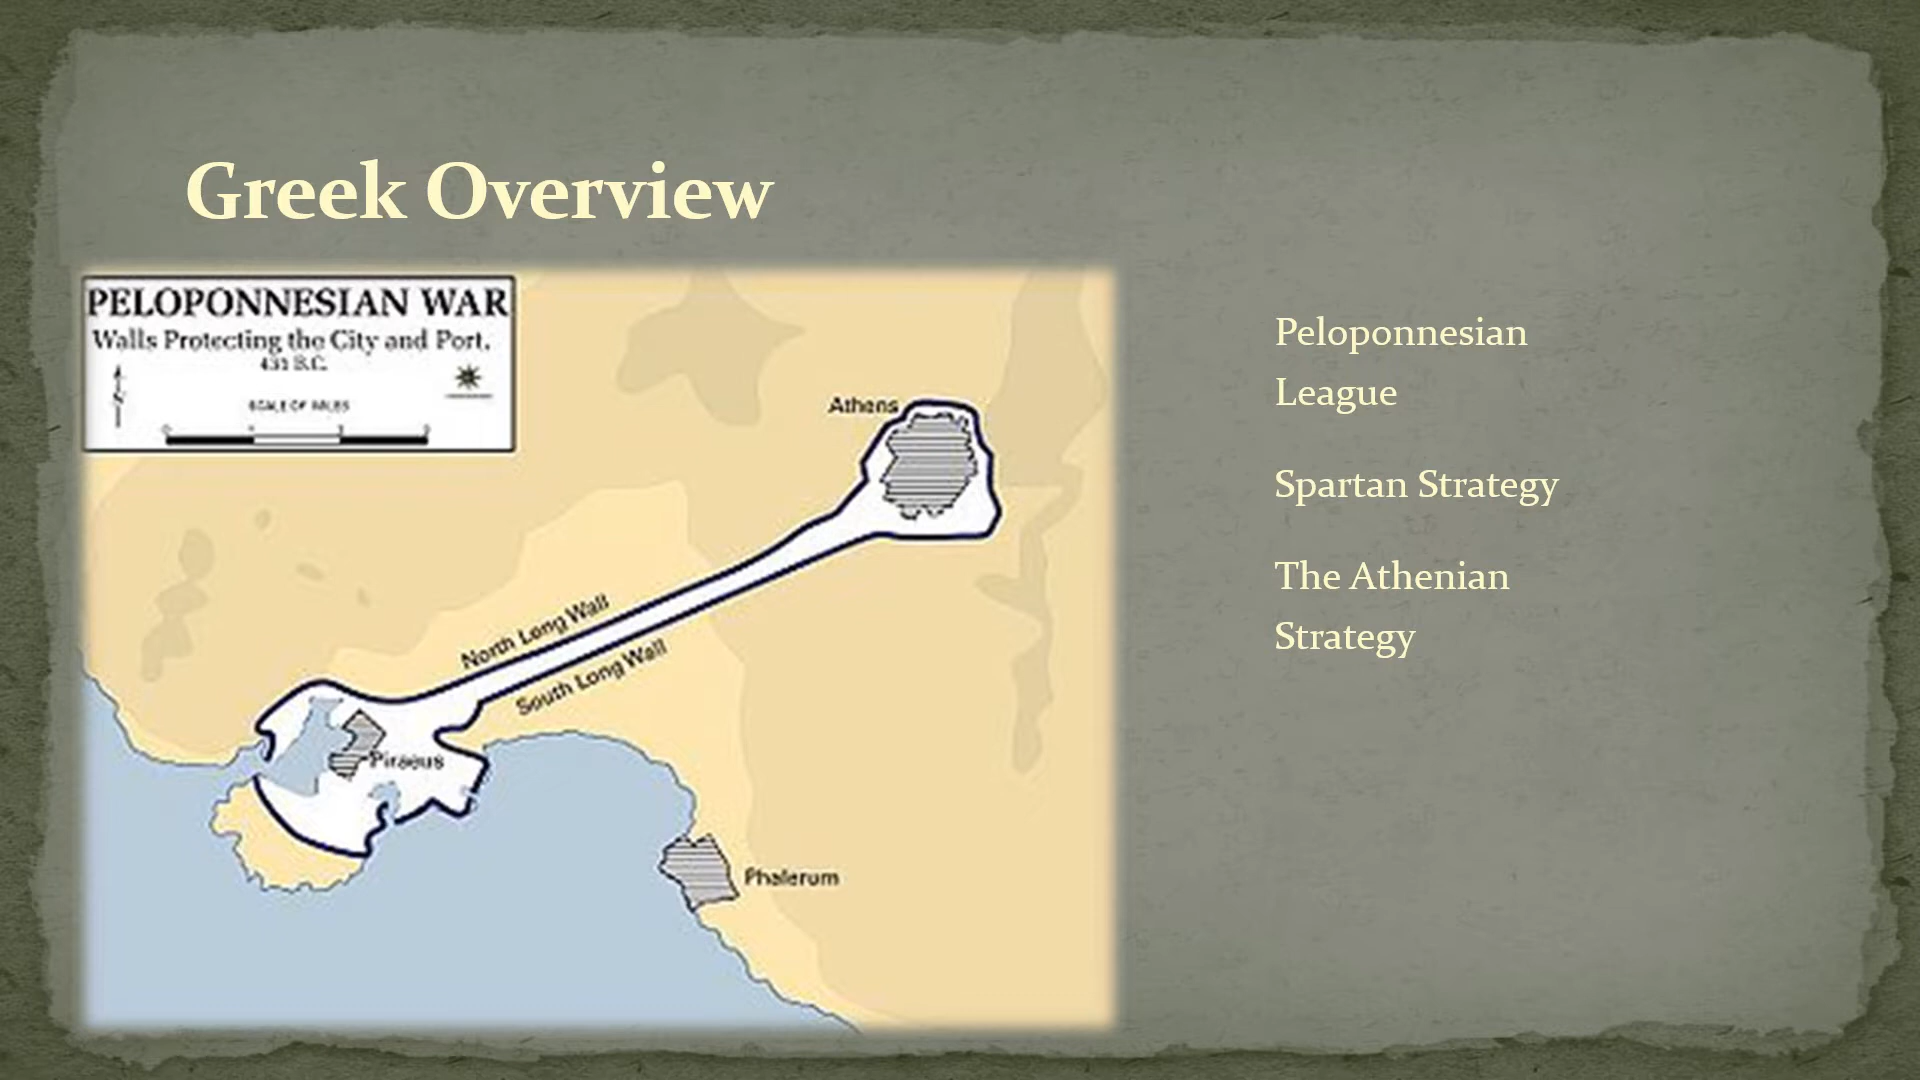 Greek Overview
PELOPONNESIAN WAR
Walls Protecting the City and Port,
431 B.C.
SCALE OF MILES
Athens
North Long Wall
South Long Wall
Piraeus
Phalerum
Peloponnesian
League
Spartan Strategy
The Athenian
Strategy